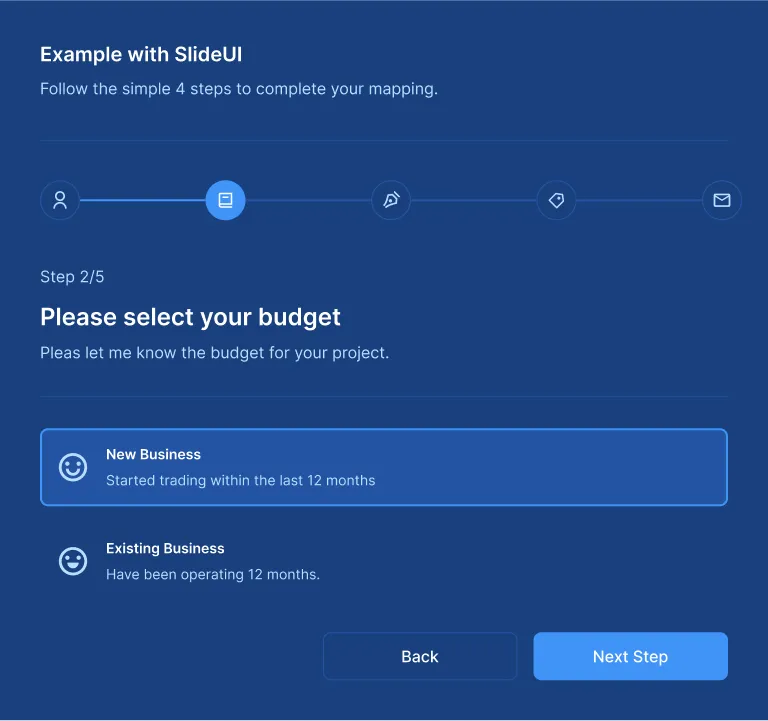 Example with SlideUI
Follow the simple 4 steps to complete your mapping.
Step 2/5
Please select your budget
Pleas let me know the budget for your project.
New Business
Started trading within the last 12 months
Existing Business
Have been operating 12 months.
Back
Next Step